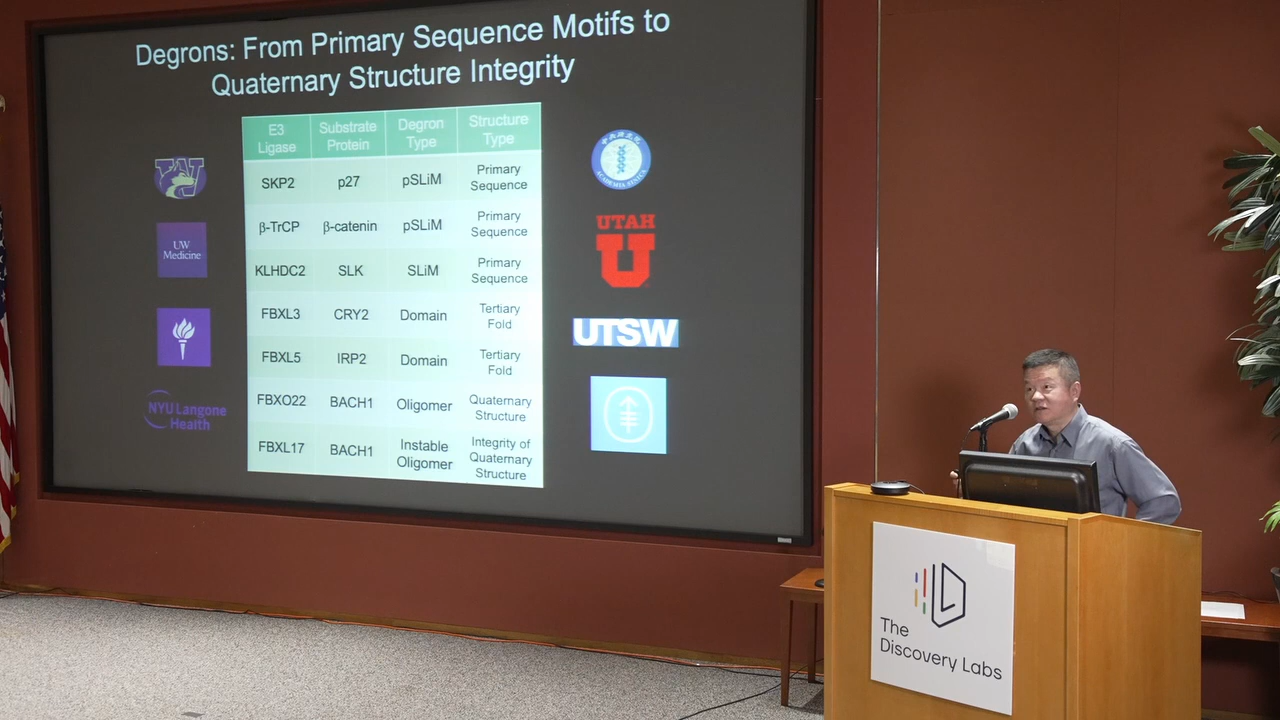 Degrons: From Primary Sequence Motifs to
Quaternary Structure Integrity
E3
Ligase
Substrate
Protein
Degron
Type
Structure
Type
SKP2
p27
pSLiM
Primary
Sequence
β-TrCP
β-catenin
pSLiM
Primary
Sequence
KLHDC2
SLK
SLiM
Primary
Sequence
FBXL3
CRY2
Domain
Tertiary
Fold
FBXL5
IRP2
Domain
Tertiary
Fold
FBXO22
BACH1
Oligomer
Quaternary
Structure
FBXL17
BACH1
Instable
Oligomer
Integrity of
Quaternary
Structure
W
UW
Medicine
NYU Langone
Health
ACADEMIA SINICA
UTAH
U
UTSW
The
Discovery Labs